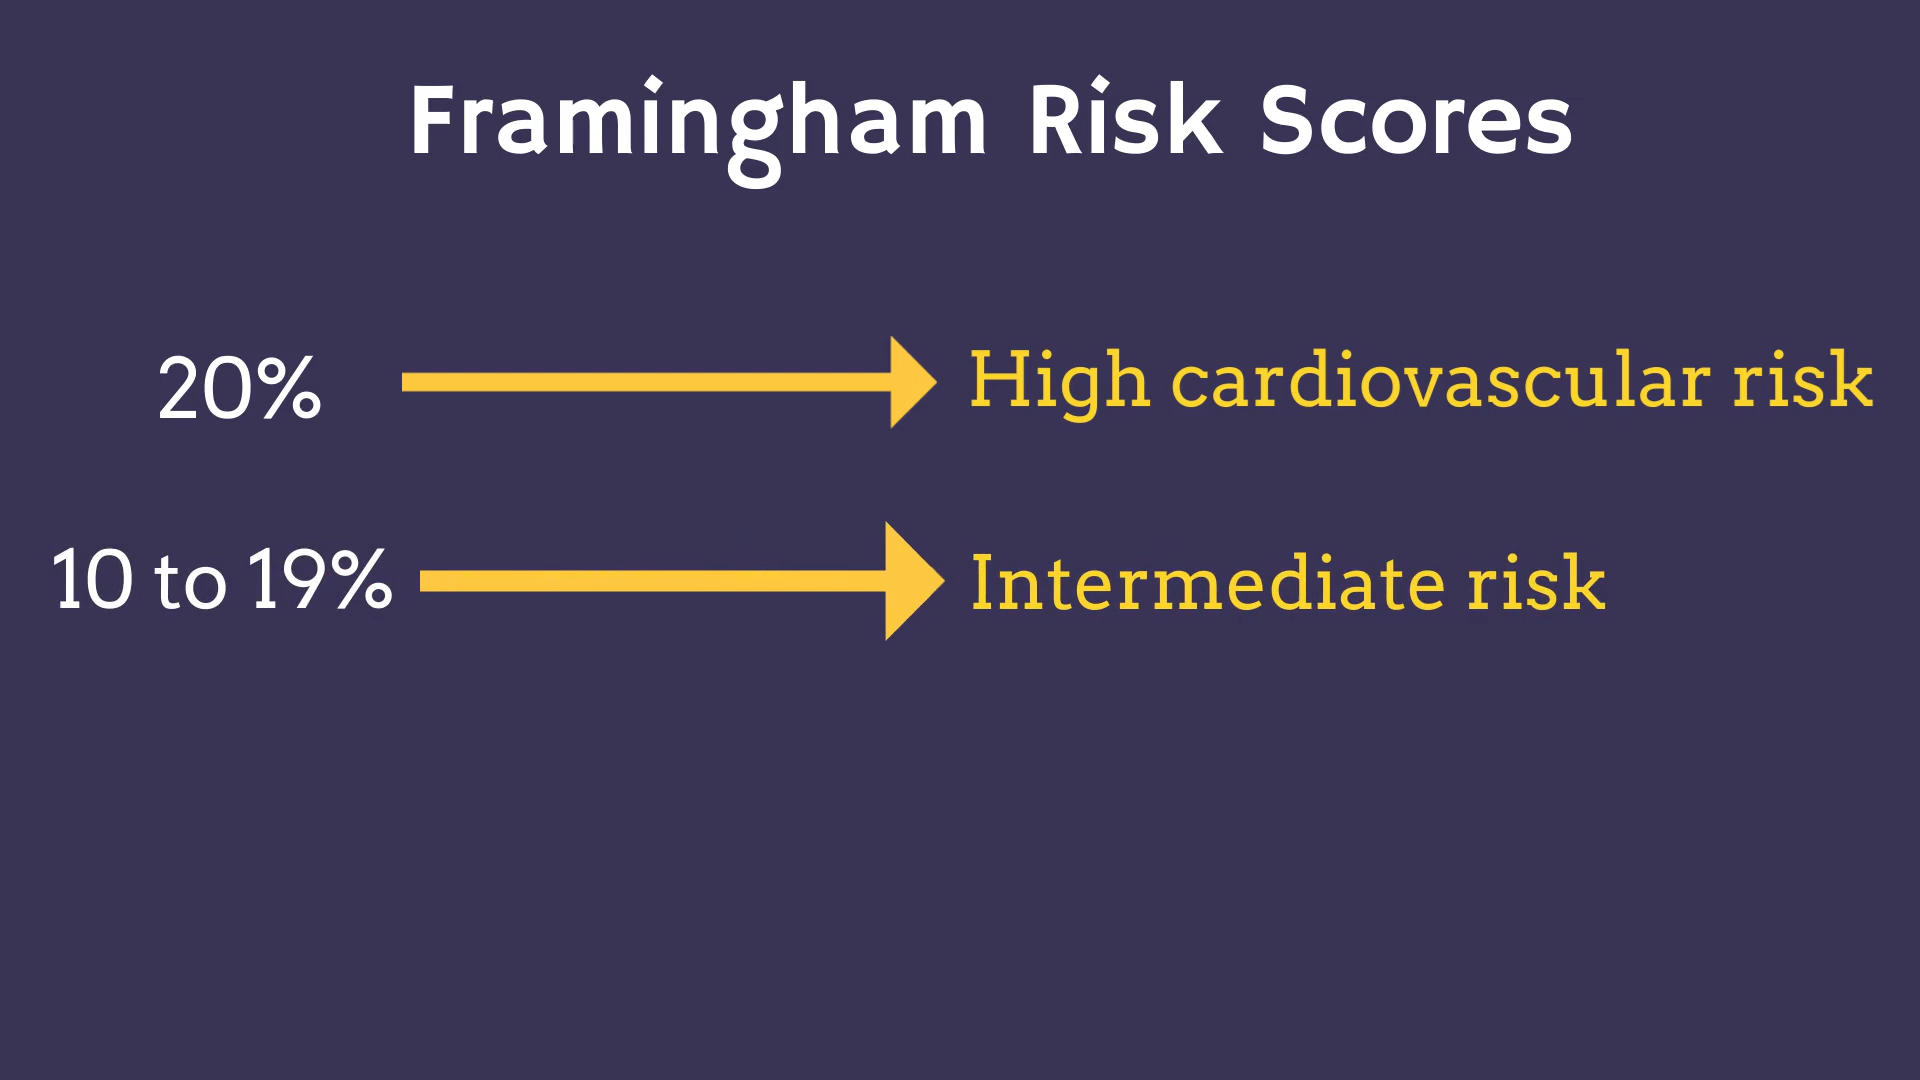 Framingham Risk Scores
20% High cardiovascular risk
10 to 19% Intermediate risk